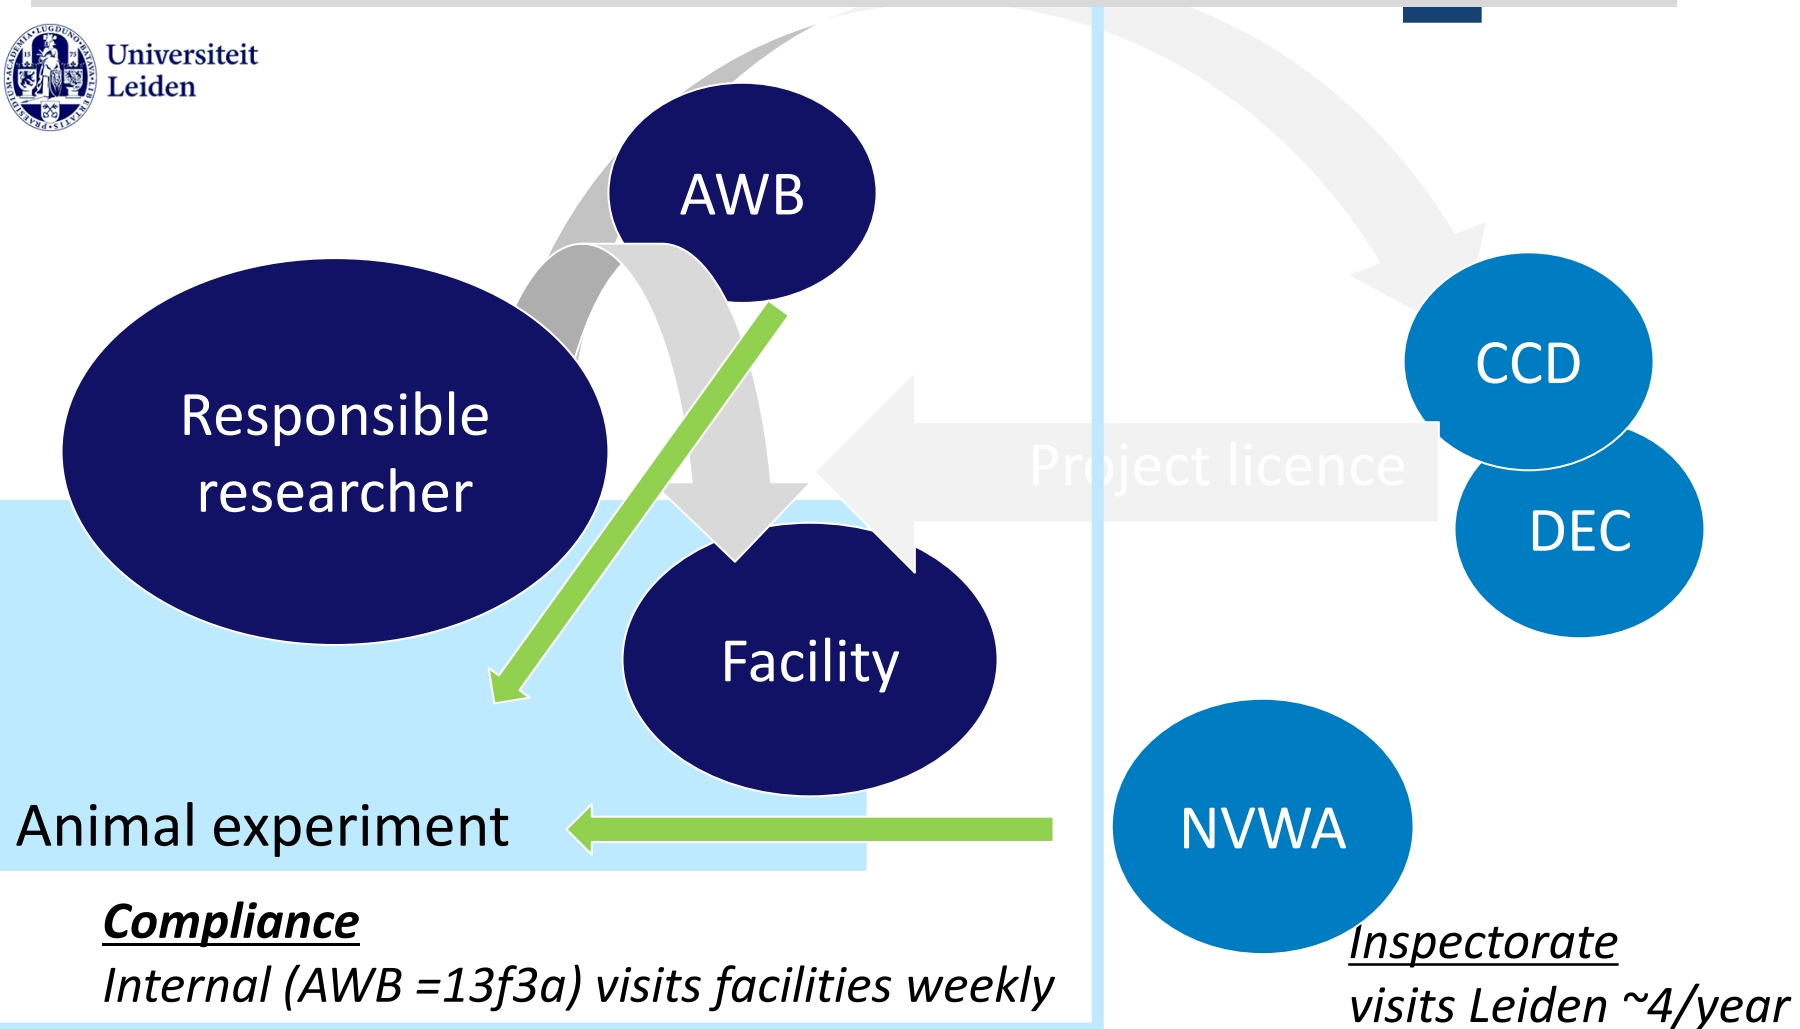 Universiteit
Leiden
AWB
Responsible
researcher
CCD
Project licence
DEC
Facility
Animal experiment
NVWA
Compliance
Internal (AWB =13f3a) visits facilities weekly
Inspectorate
visits Leiden ~4/year